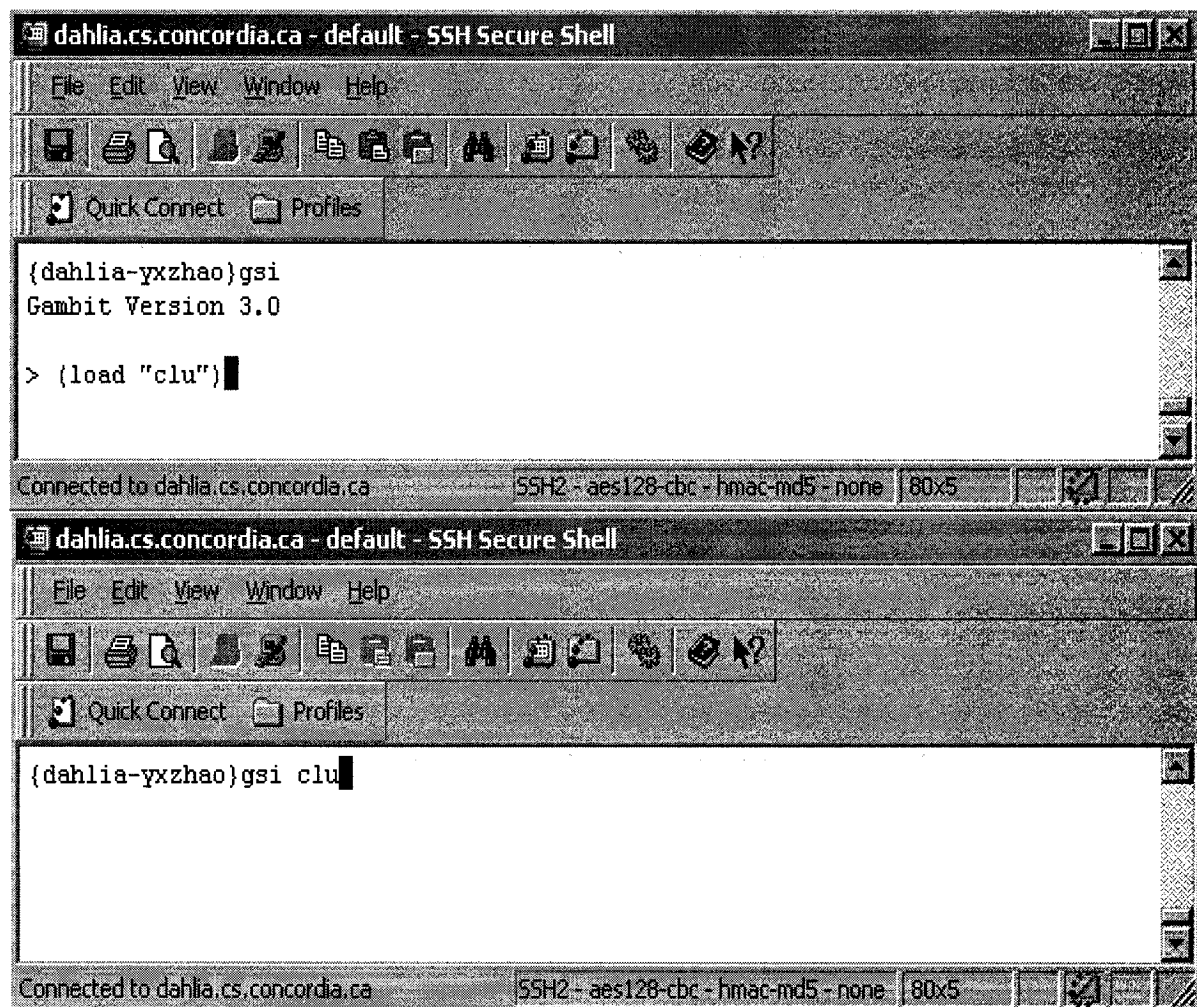 dahlia.cs.concordia.ca - default - SSH Secure Shell
File Edit View Window Help
Quick Connect Profiles
{dahlia-yxzhao}gsi
Gambit Version 3.0
> (load "clu")
Connected to dahlia.cs.concordia.ca SSH2 - aes128-cbc - hmac-md5 - none 80x5
dahlia.cs.concordia.ca - default - SSH Secure Shell
File Edit View Window Help
Quick Connect Profiles
{dahlia-yxzhao}gsi clu
Connected to dahlia.cs.concordia.ca SSH2 - aes128-cbc - hmac-md5 - none 80x5